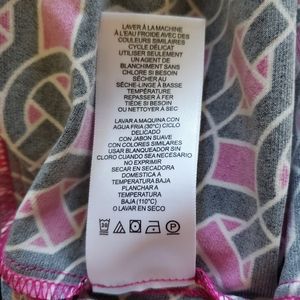 LAVER À LA MACHINE
À L'EAU FROIDE AVEC DES
COULEURS SIMILAIRES
CYCLE DÉLICAT
UTILISER SEULEMENT
UN AGENT DE
BLANCHIMENT SANS
CHLORE SI BESOIN
SÉCHER AU
SÈCHE-LINGE À BASSE
TEMPÉRATURE
REPASSER À FER
TIÈDE SI BESOIN
OU NETTOYER À SEC
LAVAR A MAQUINA CON
AGUA FRIA (30°C) CICLO
DELICADO
CON JABON SUAVE
CON COLORES SIMILARES
USAR BLANQUEADOR SIN
CLORO CUANDO SEA NECESARIO
NO EXPRIMIR
SECAR EN SECADORA
DOMESTICA A
TEMPERATURA BAJA
PLANCHAR A
TEMPERATURA
BAJA (110°C)
O LAVAR EN SECO
30
P